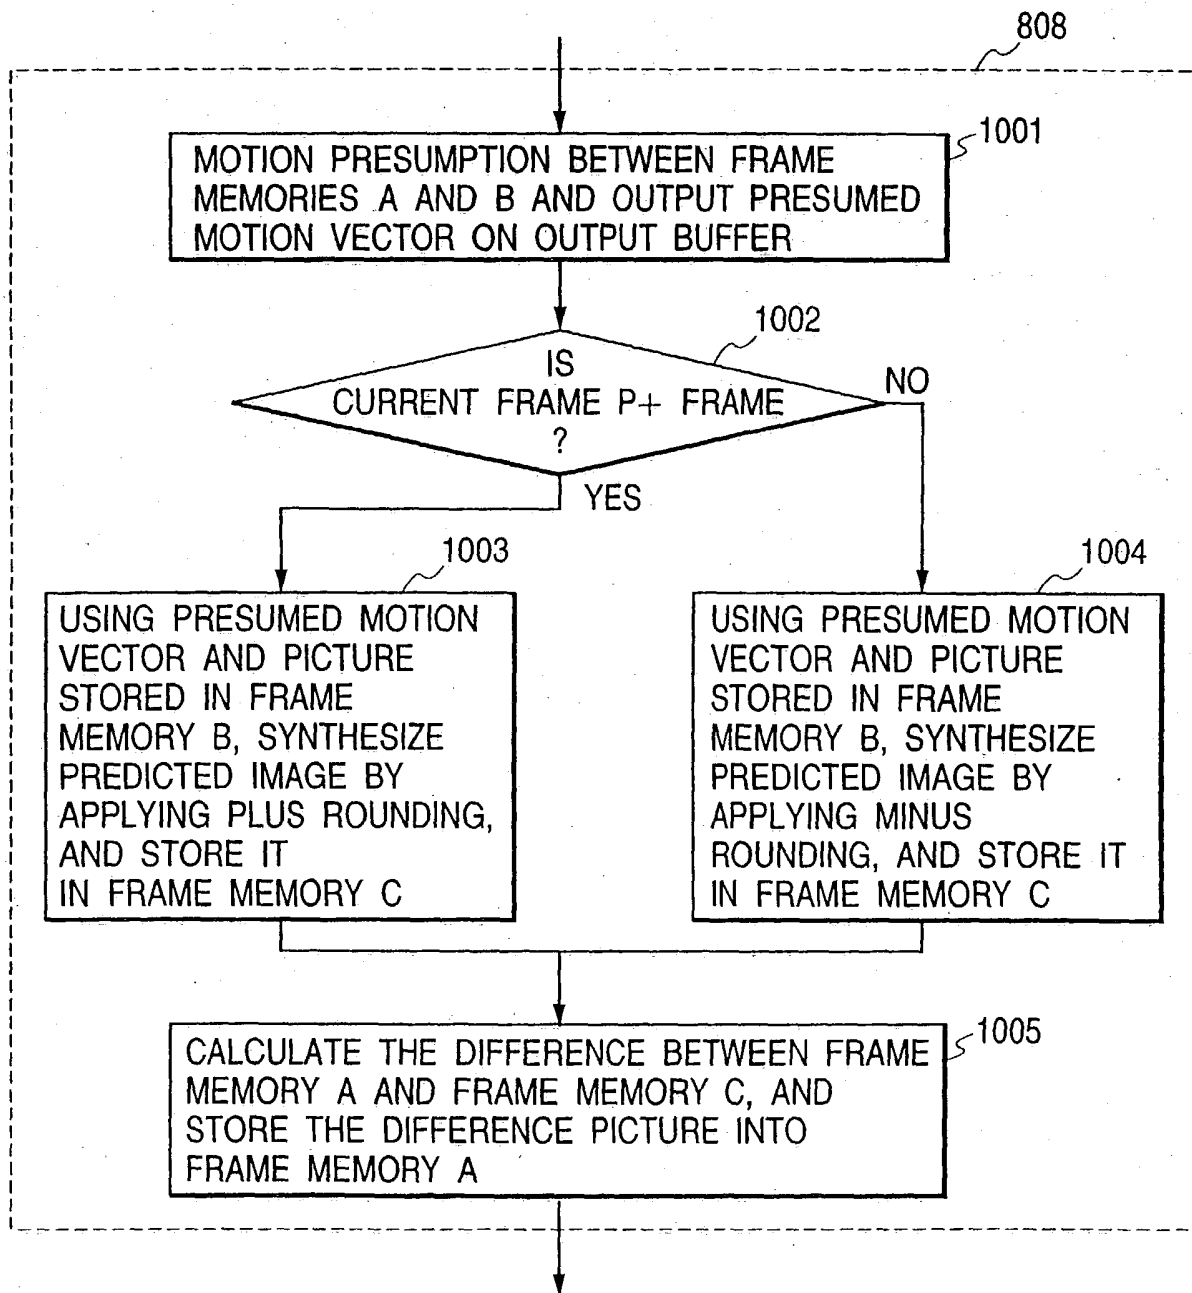 808
1001
MOTION PRESUMPTION BETWEEN FRAME
MEMORIES A AND B AND OUTPUT PRESUMED
MOTION VECTOR ON OUTPUT BUFFER
1002
IS
CURRENT FRAME P+ FRAME
?
NO
YES
1003
USING PRESUMED MOTION
VECTOR AND PICTURE
STORED IN FRAME
MEMORY B, SYNTHESIZE
PREDICTED IMAGE BY
APPLYING PLUS ROUNDING,
AND STORE IT
IN FRAME MEMORY C
1004
USING PRESUMED MOTION
VECTOR AND PICTURE
STORED IN FRAME
MEMORY B, SYNTHESIZE
PREDICTED IMAGE BY
APPLYING MINUS
ROUNDING, AND STORE IT
IN FRAME MEMORY C
1005
CALCULATE THE DIFFERENCE BETWEEN FRAME
MEMORY A AND FRAME MEMORY C, AND
STORE THE DIFFERENCE PICTURE INTO
FRAME MEMORY A